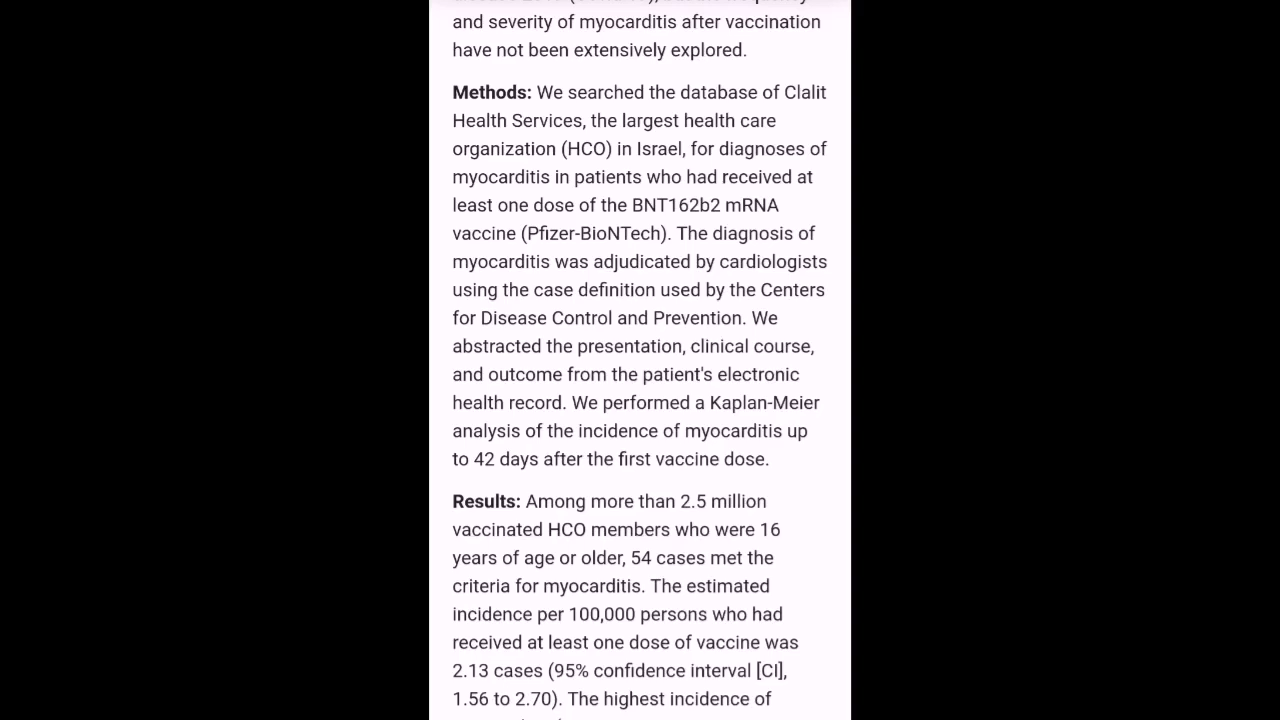 and severity of myocarditis after vaccination
have not been extensively explored.
Methods: We searched the database of Clalit
Health Services, the largest health care
organization (HCO) in Israel, for diagnoses of
myocarditis in patients who had received at
least one dose of the BNT162b2 mRNA
vaccine (Pfizer-BioNTech). The diagnosis of
myocarditis was adjudicated by cardiologists
using the case definition used by the Centers
for Disease Control and Prevention. We
abstracted the presentation, clinical course,
and outcome from the patient's electronic
health record. We performed a Kaplan-Meier
analysis of the incidence of myocarditis up
to 42 days after the first vaccine dose.
Results: Among more than 2.5 million
vaccinated HCO members who were 16
years of age or older, 54 cases met the
criteria for myocarditis. The estimated
incidence per 100,000 persons who had
received at least one dose of vaccine was
2.13 cases (95% confidence interval [CI],
1.56 to 2.70). The highest incidence of